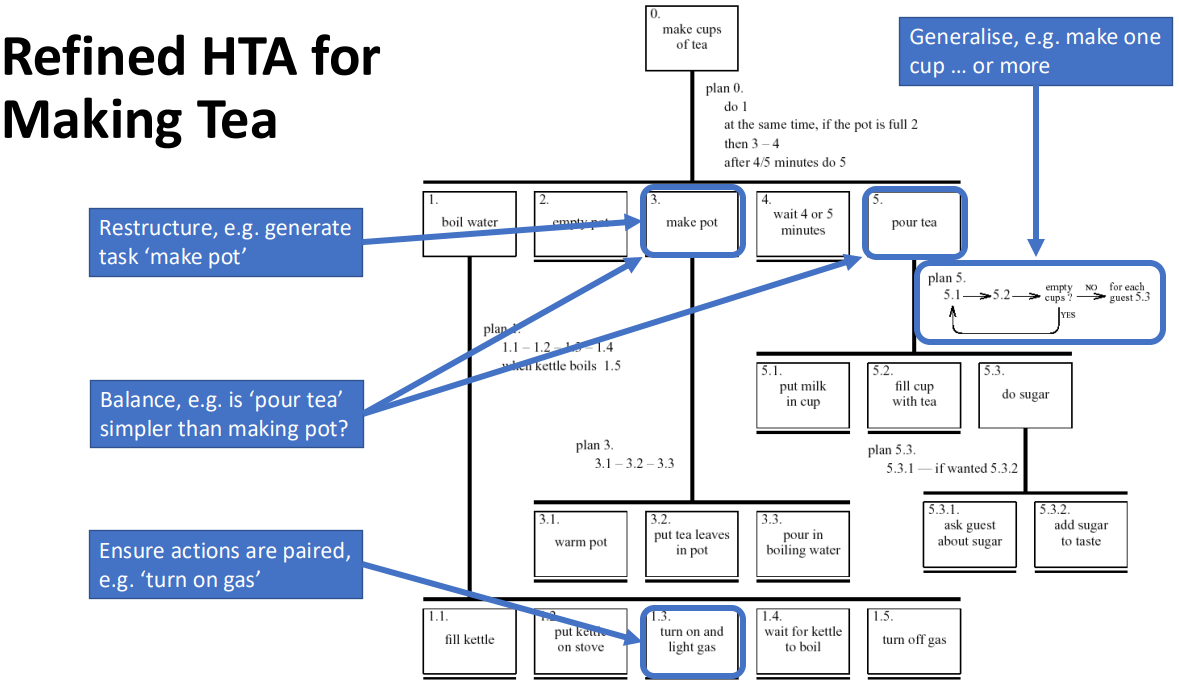 Refined HTA for
Making Tea
0.
make cups
of tea
Generalise, e.g. make one
cup … or more
plan 0.
do 1
at the same time, if the pot is full 2
then 3 – 4
after 4/5 minutes do 5
Restructure, e.g. generate
task ‘make pot’
1.
boil water
2.
empty pot
3.
make pot
4.
wait 4 or 5
minutes
5.
pour tea
plan 5.
5.1 5.2 empty
cups ? NO for each
guest 5.3
YES
plan 1.
1.1 – 1.2 – 1.3 – 1.4
when kettle boils 1.5
Balance, e.g. is ‘pour tea’
simpler than making pot?
5.1.
put milk
in cup
5.2.
fill cup
with tea
5.3.
do sugar
plan 3.
3.1 – 3.2 – 3.3
plan 5.3.
5.3.1 — if wanted 5.3.2
3.1.
warm pot
3.2.
put tea leaves
in pot
3.3.
pour in
boiling water
5.3.1.
ask guest
about sugar
5.3.2.
add sugar
to taste
Ensure actions are paired,
e.g. ‘turn on gas’
1.1.
fill kettle
1.2.
put kettle
on stove
1.3.
turn on and
light gas
1.4.
wait for kettle
to boil
1.5.
turn off gas